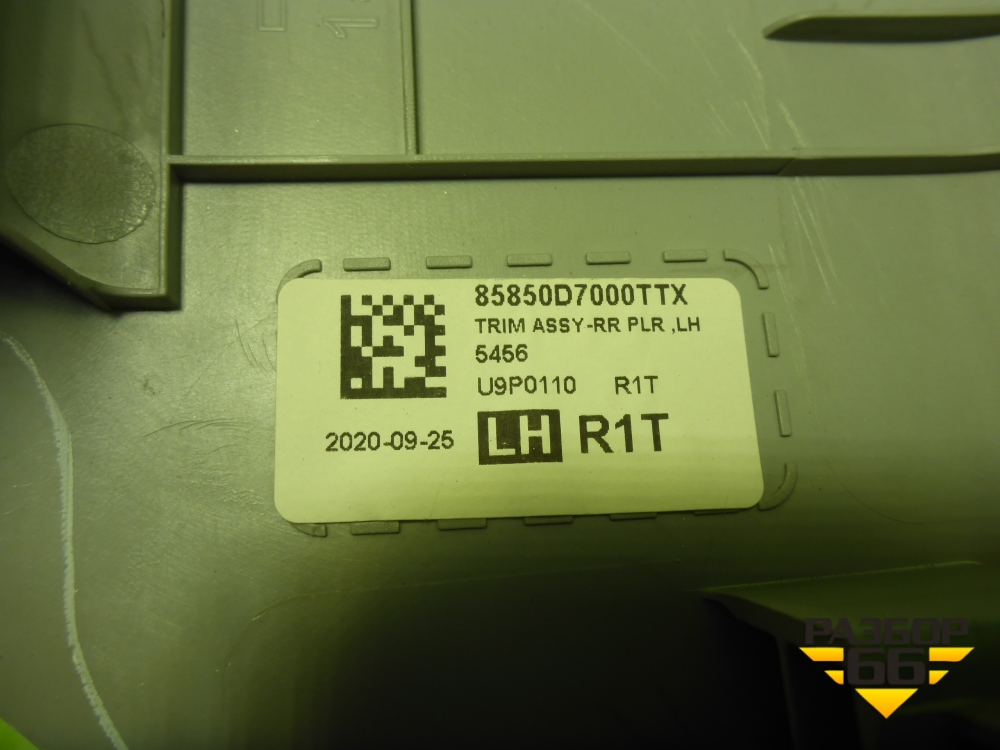 85850D7000TTX
TRIM ASSY-RR PLR ,LH
5456
U9P0110 R1T
2020-09-25 LH R1T
РАЗБОР
66